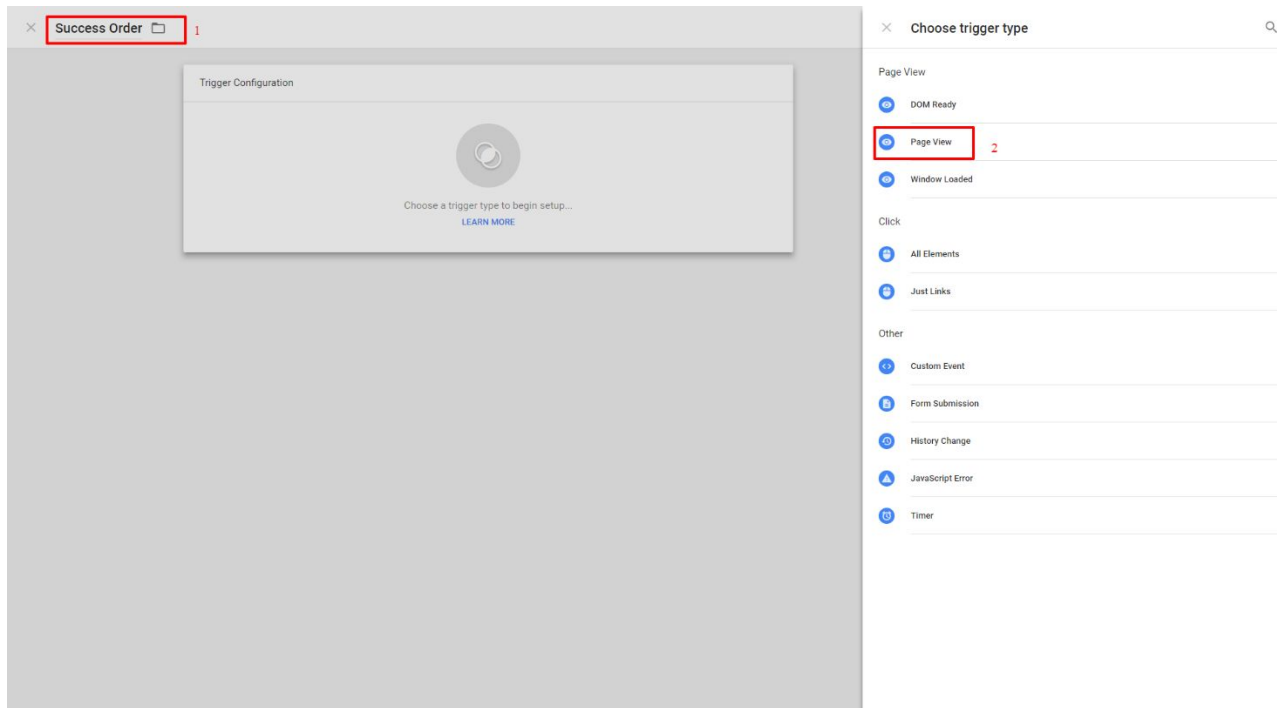 Success Order
1
Trigger Configuration
Choose a trigger type to begin setup...
LEARN MORE
Choose trigger type
Page View
DOM Ready
Page View
2
Window Loaded
Click
All Elements
Just Links
Other
Custom Event
Form Submission
History Change
JavaScript Error
Timer